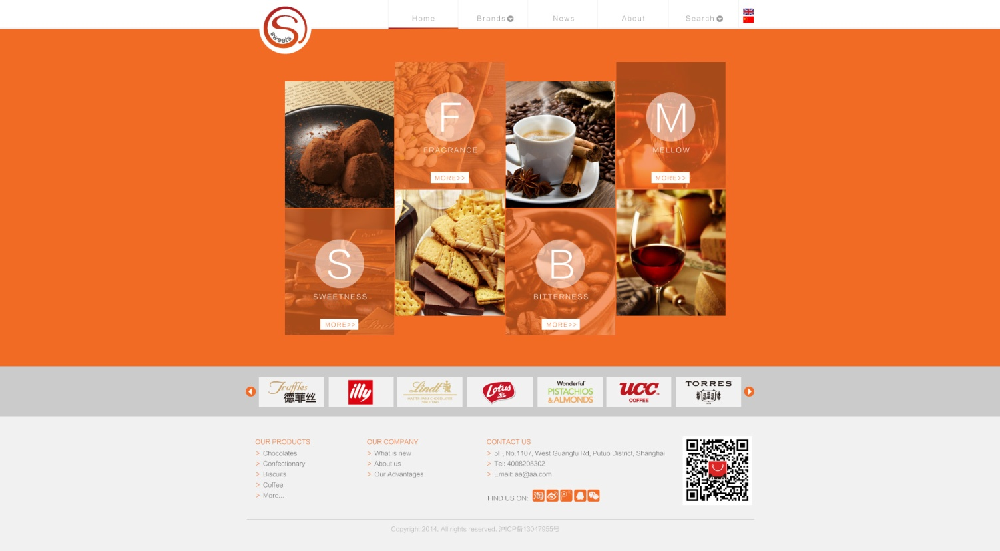 S
sweets
Home
Brands
News
About
Search
F
FRAGRANCE
MORE>>
M
MELLOW
MORE>>
S
SWEETNESS
MORE>>
B
BITTERNESS
MORE>>
Truffles
德菲丝
illy
Lindt
MASTER SWISS CHOCOLATIER
SINCE 1845
Lotus
Wonderful
PISTACHIOS
& ALMONDS
UCC
COFFEE
TORRES
OUR PRODUCTS
> Chocolates
> Confectionary
> Biscuits
> Coffee
> More...
OUR COMPANY
> What is new
> About us
> Our Advantages
CONTACT US
> 5F, No.1107, West Guangfu Rd, Putuo District, Shanghai
> Tel: 4008205302
> Email: aa@aa.com
FIND US ON:
淘
Copyright 2014. All rights reserved. 沪ICP备13047955号